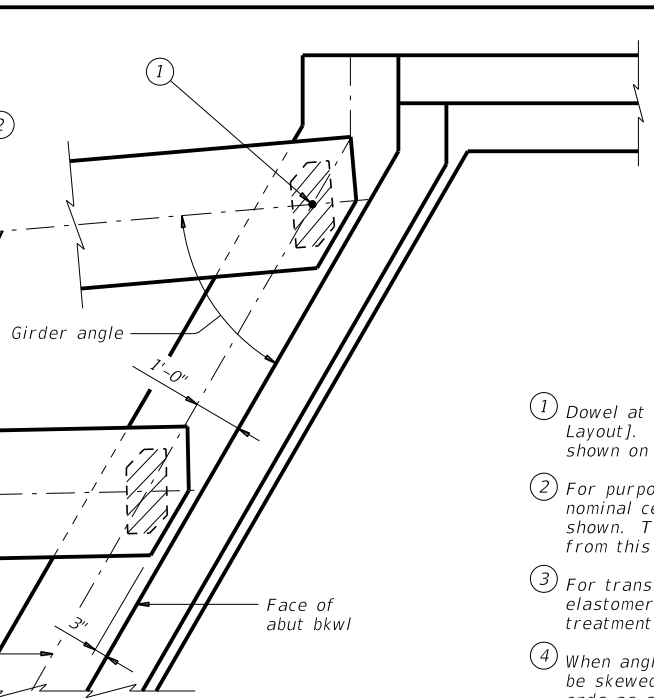 1
2
Girder angle
1'-0"
3"
Face of
abut bkwl
1 Dowel at
Layout].
shown on
2 For purpo
nominal ce
shown. T
from this
3 For trans
elastomer
treatment
4 When angl
be skewed